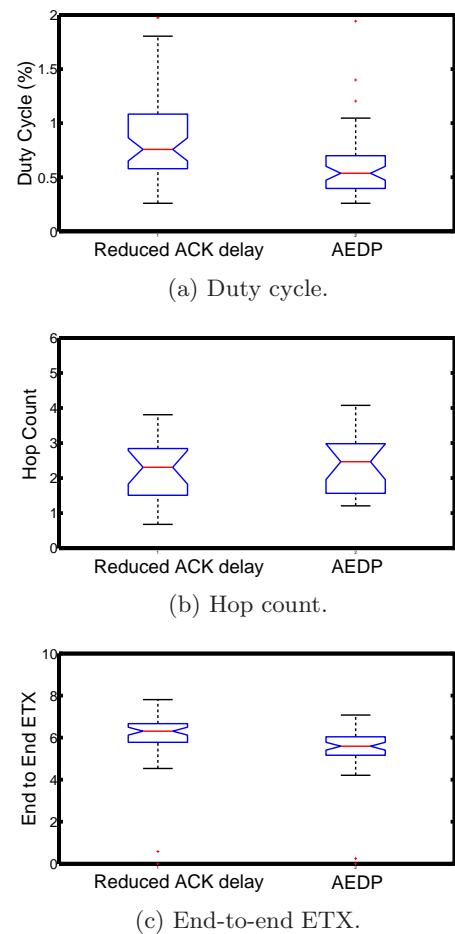 2
1.5
1
0.5
0
Duty Cycle (%)
Reduced ACK delay AEDP
(a) Duty cycle.
6
5
4
3
2
1
0
Hop Count
Reduced ACK delay AEDP
(b) Hop count.
10
8
6
4
2
0
End to End ETX
Reduced ACK delay AEDP
(c) End-to-end ETX.